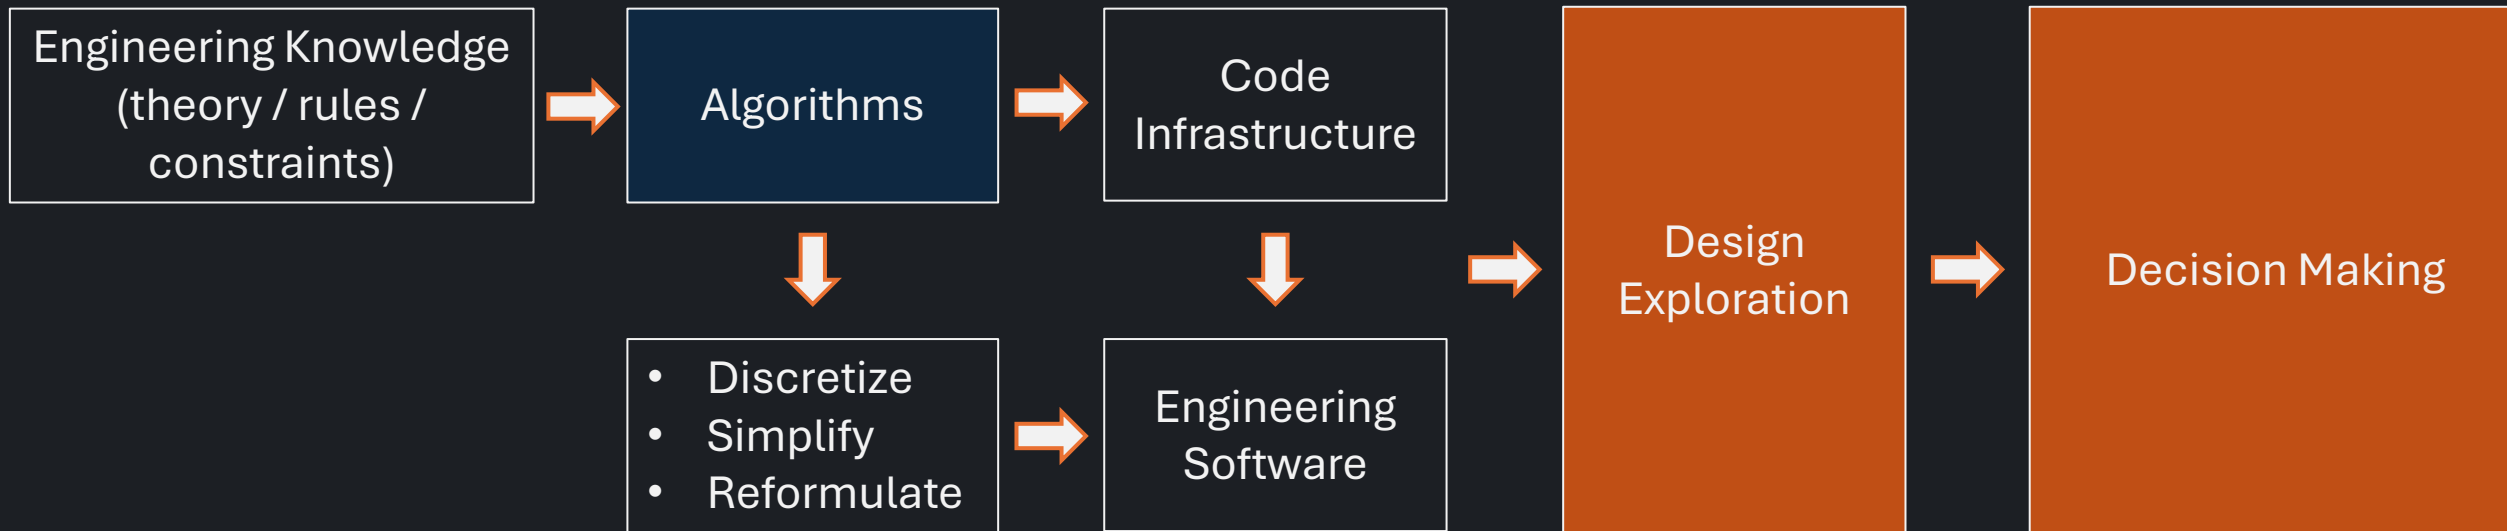 Engineering Knowledge
(theory / rules /
constraints)
Algorithms
Code
Infrastructure
Design
Exploration
Decision Making
• Discretize
• Simplify
• Reformulate
Engineering
Software